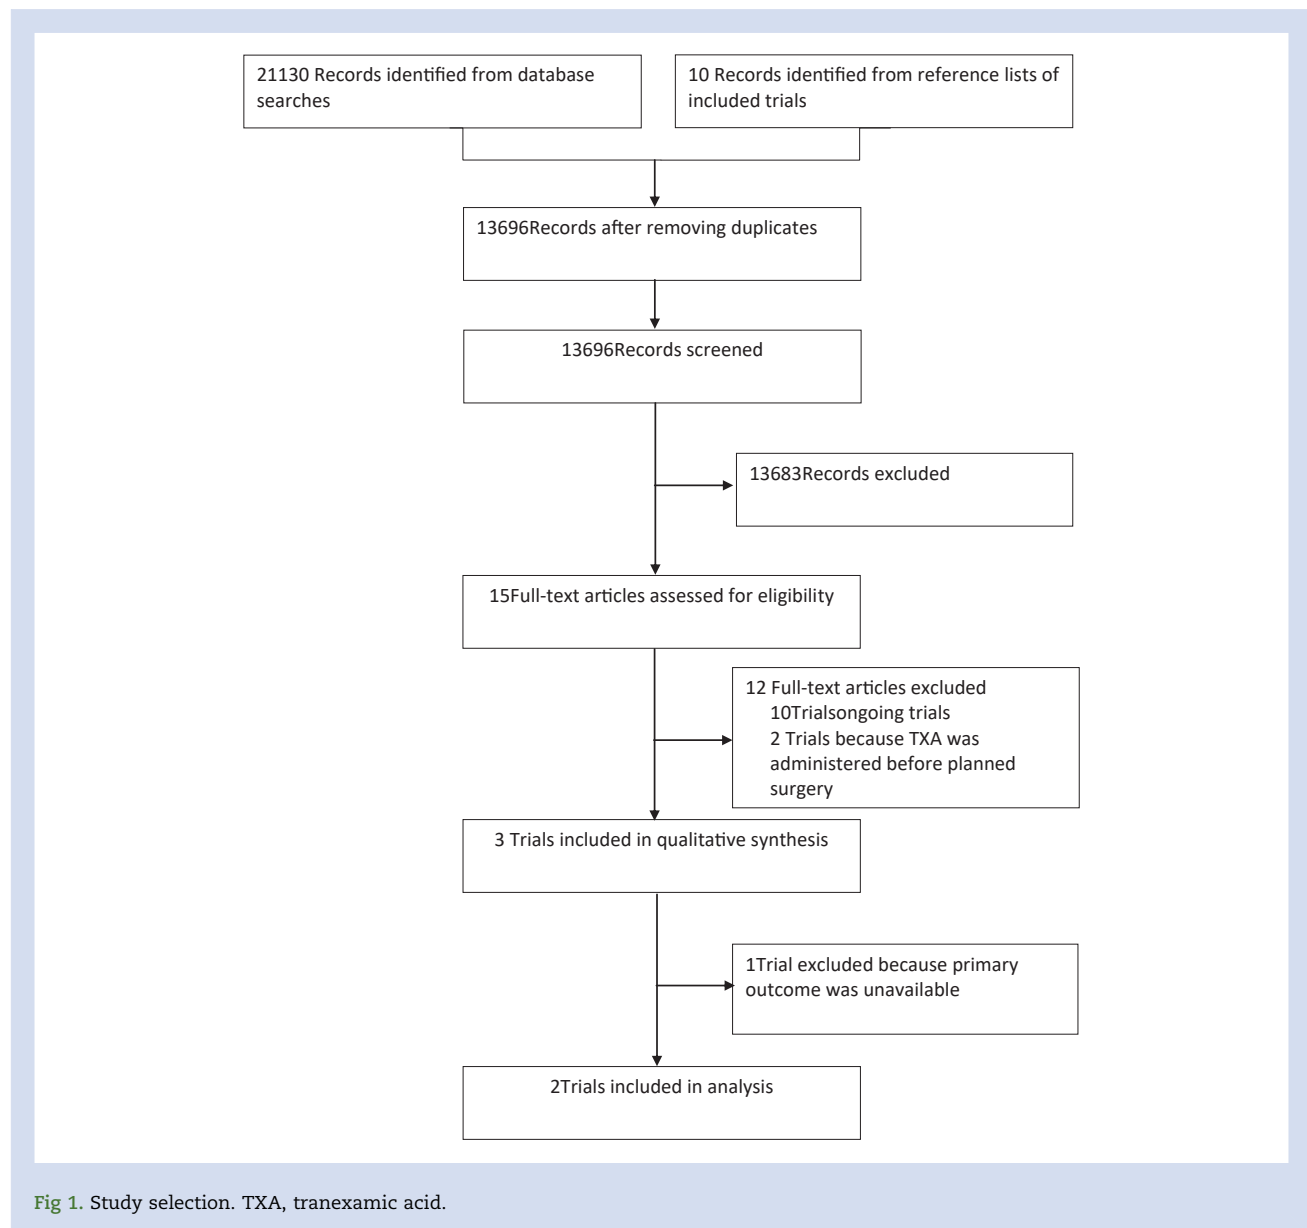 21130 Records identified from database
searches
10 Records identified from reference lists of
included trials
13696Records after removing duplicates
13696Records screened
13683Records excluded
15Full-text articles assessed for eligibility
12 Full-text articles excluded
10Trialsongoing trials
2 Trials because TXA was
administered before planned
surgery
3 Trials included in qualitative synthesis
1Trial excluded because primary
outcome was unavailable
2Trials included in analysis
Fig 1. Study selection. TXA, tranexamic acid.